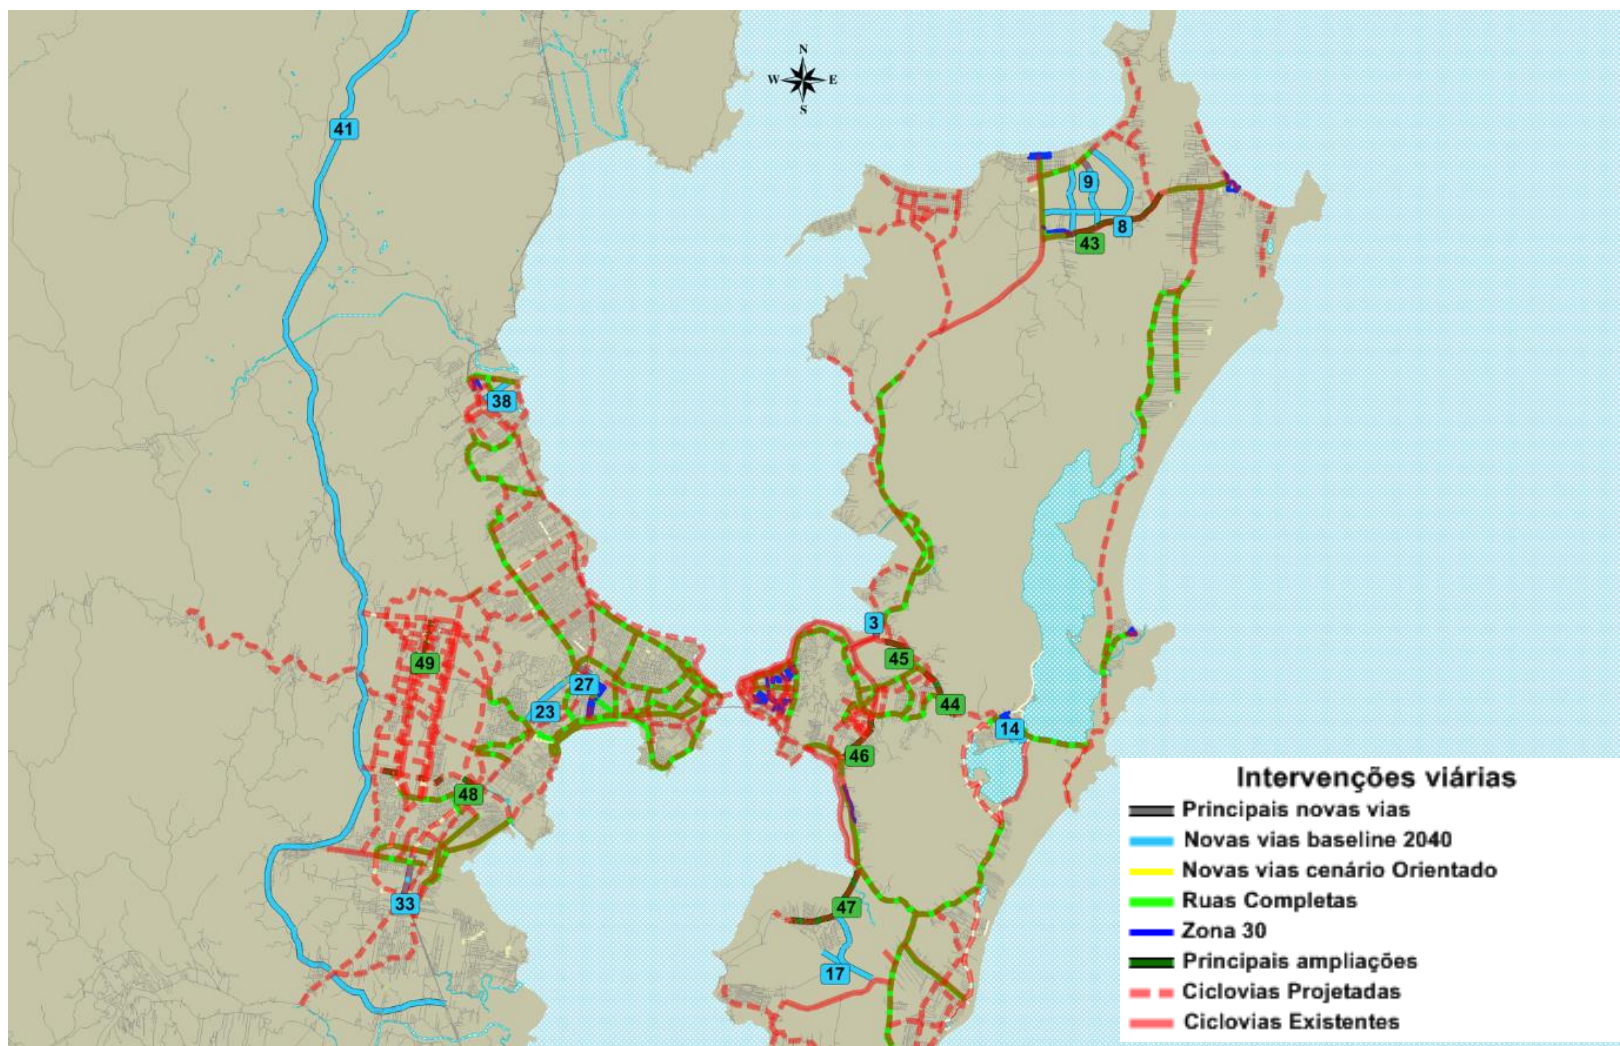 N
W E
S
41
9
8
43
38
3
49
45
27
44
23
14
46
48
33
47
17
Intervenções viárias
Principais novas vias
Novas vias baseline 2040
Novas vias cenário Orientado
Ruas Completas
Zona 30
Principais ampliações
Ciclovias Projetadas
Ciclovias Existentes